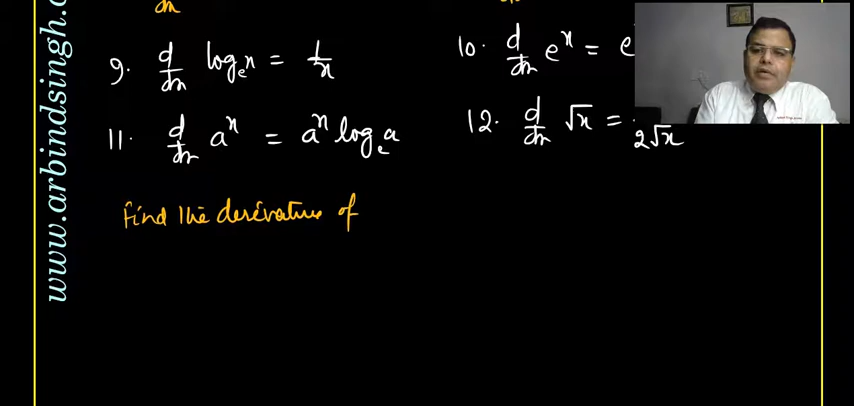 www.arbindsingh.c
dx
9. d/dx logₑx = 1/x
10. d/dx eˣ = e
11. d/dx aˣ = aˣ logₑa
12. d/dx √x = 2√x
Find the derivative of